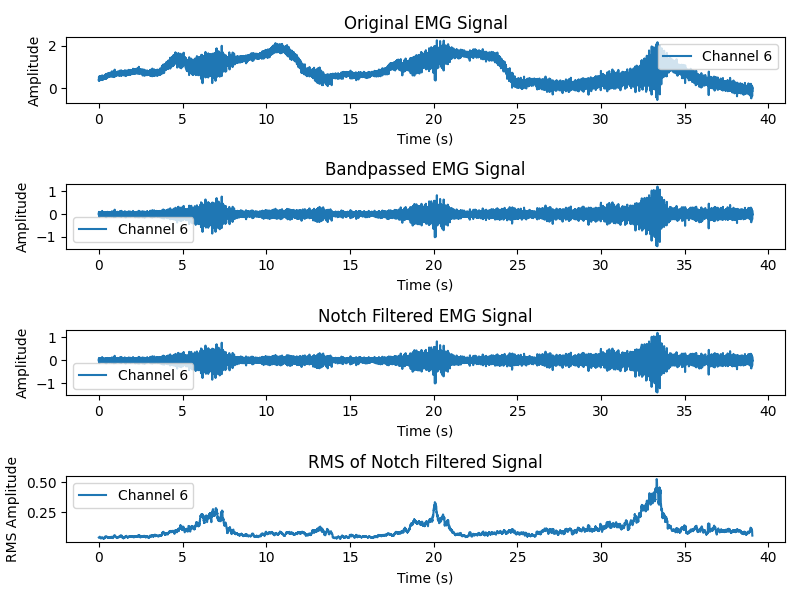 Original EMG Signal
Amplitude
2
0
Channel 6
0 5 10 15 20 25 30 35 40
Time (s)
Bandpassed EMG Signal
Amplitude
1
0
−1
Channel 6
0 5 10 15 20 25 30 35 40
Time (s)
Notch Filtered EMG Signal
Amplitude
1
0
−1
Channel 6
0 5 10 15 20 25 30 35 40
Time (s)
RMS of Notch Filtered Signal
RMS Amplitude
0.50
0.25
Channel 6
0 5 10 15 20 25 30 35 40
Time (s)